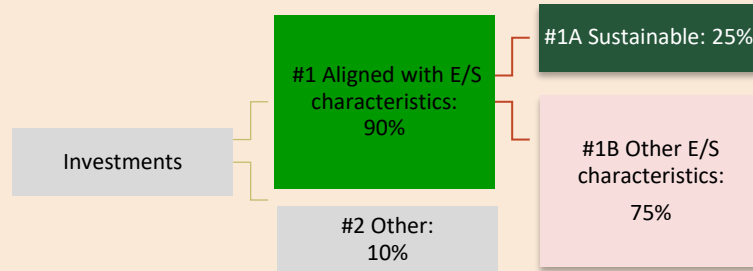 Investments
#1 Aligned with E/S
characteristics:
90%
#2 Other:
10%
#1A Sustainable: 25%
#1B Other E/S
characteristics:
75%